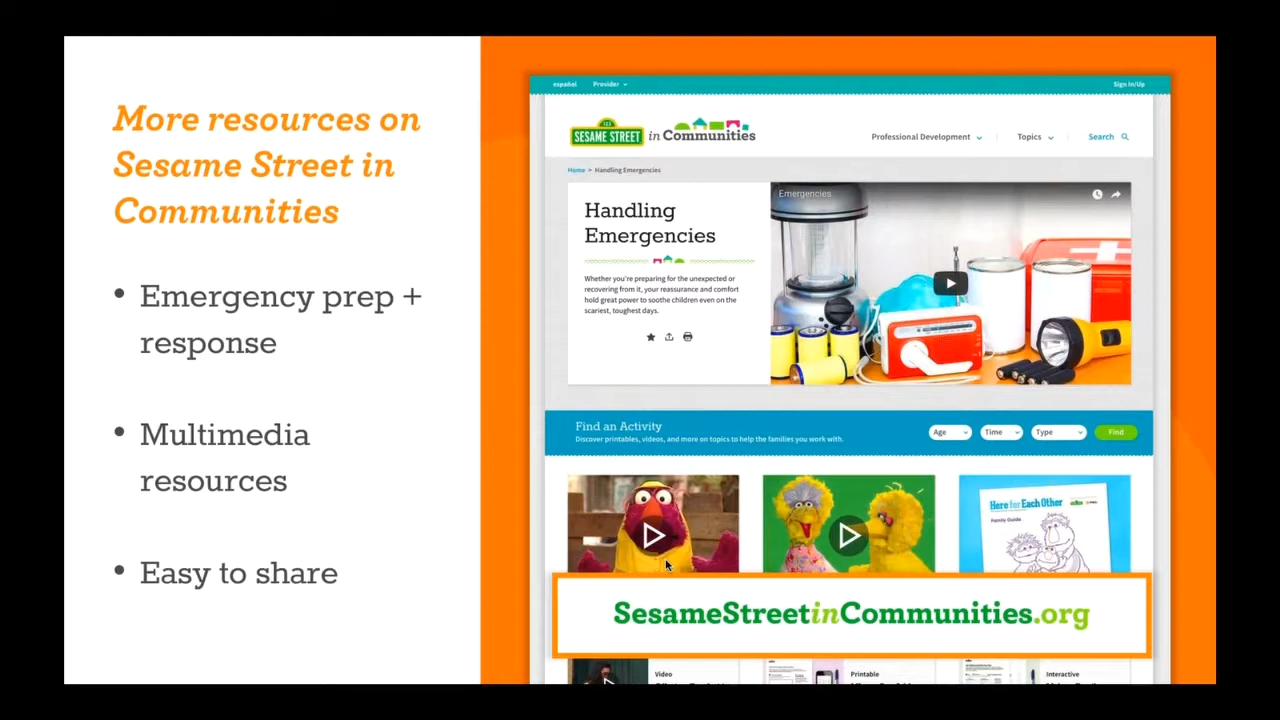 More resources on
Sesame Street in
Communities
• Emergency prep +
response
• Multimedia
resources
• Easy to share
español Provider Sign In/Up
123
SESAME STREET in Communities
Professional Development Topics Search
Home > Handling Emergencies
Handling
Emergencies
Whether you're preparing for the unexpected or
recovering from it, your reassurance and comfort
hold great power to soothe children even on the
scariest, toughest days.
Emergencies
Find an Activity
Discover printables, videos, and more on topics to help the families you work with.
Age Time Type Find
Here for Each Other
Family Guide
SesameStreetinCommunities.org
Video Printable Interactive